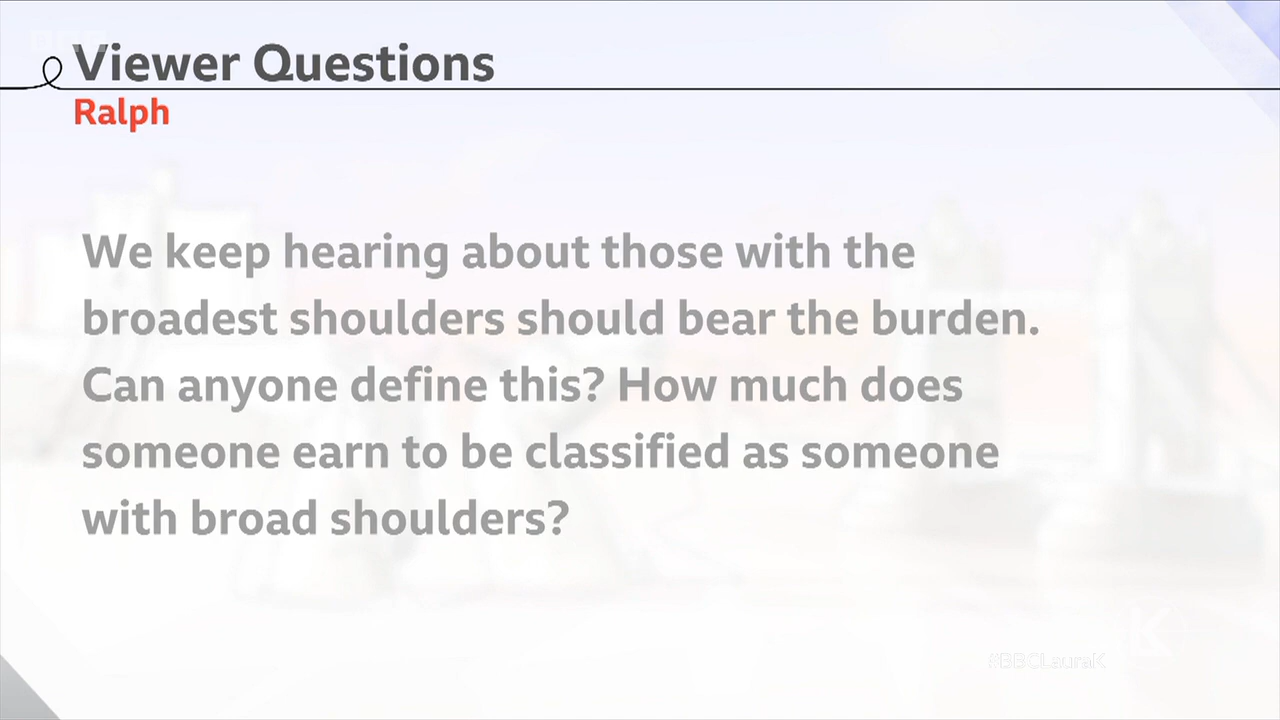 Viewer Questions
Ralph
We keep hearing about those with the
broadest shoulders should bear the burden.
Can anyone define this? How much does
someone earn to be classified as someone
with broad shoulders?
#BBCLauraK